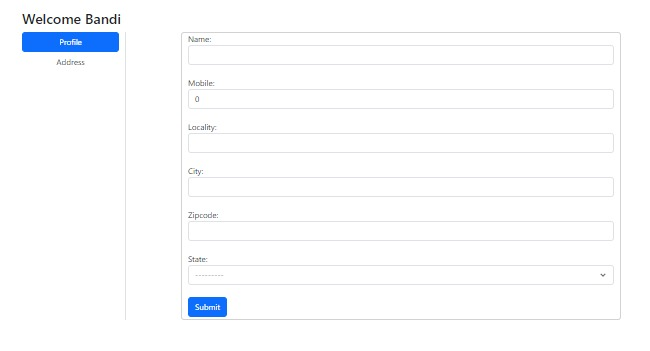 Welcome Bandi
Profile
Address
Name:
Mobile:
0
Locality:
City:
Zipcode:
State:
---------
Submit